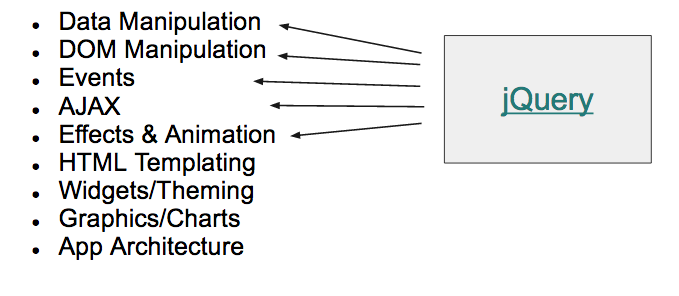 Data Manipulation
DOM Manipulation
Events
AJAX
Effects & Animation
HTML Templating
Widgets/Theming
Graphics/Charts
App Architecture
jQuery